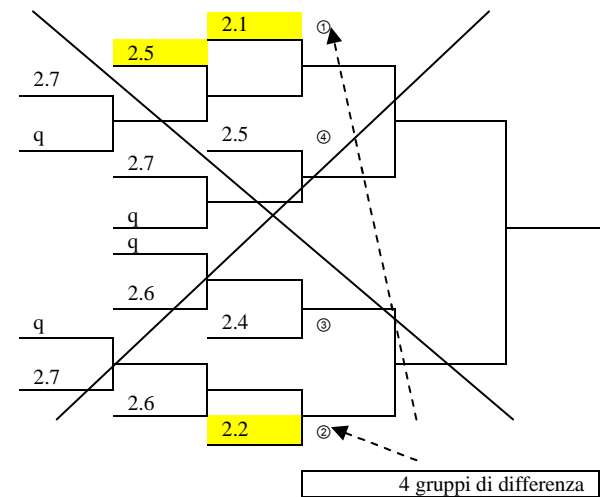 2.1 ①
2.5
2.7
q
2.5 ④
2.7
q
q
2.6
2.4 ③
q
2.7
2.6
2.2 ②
4 gruppi di differenza